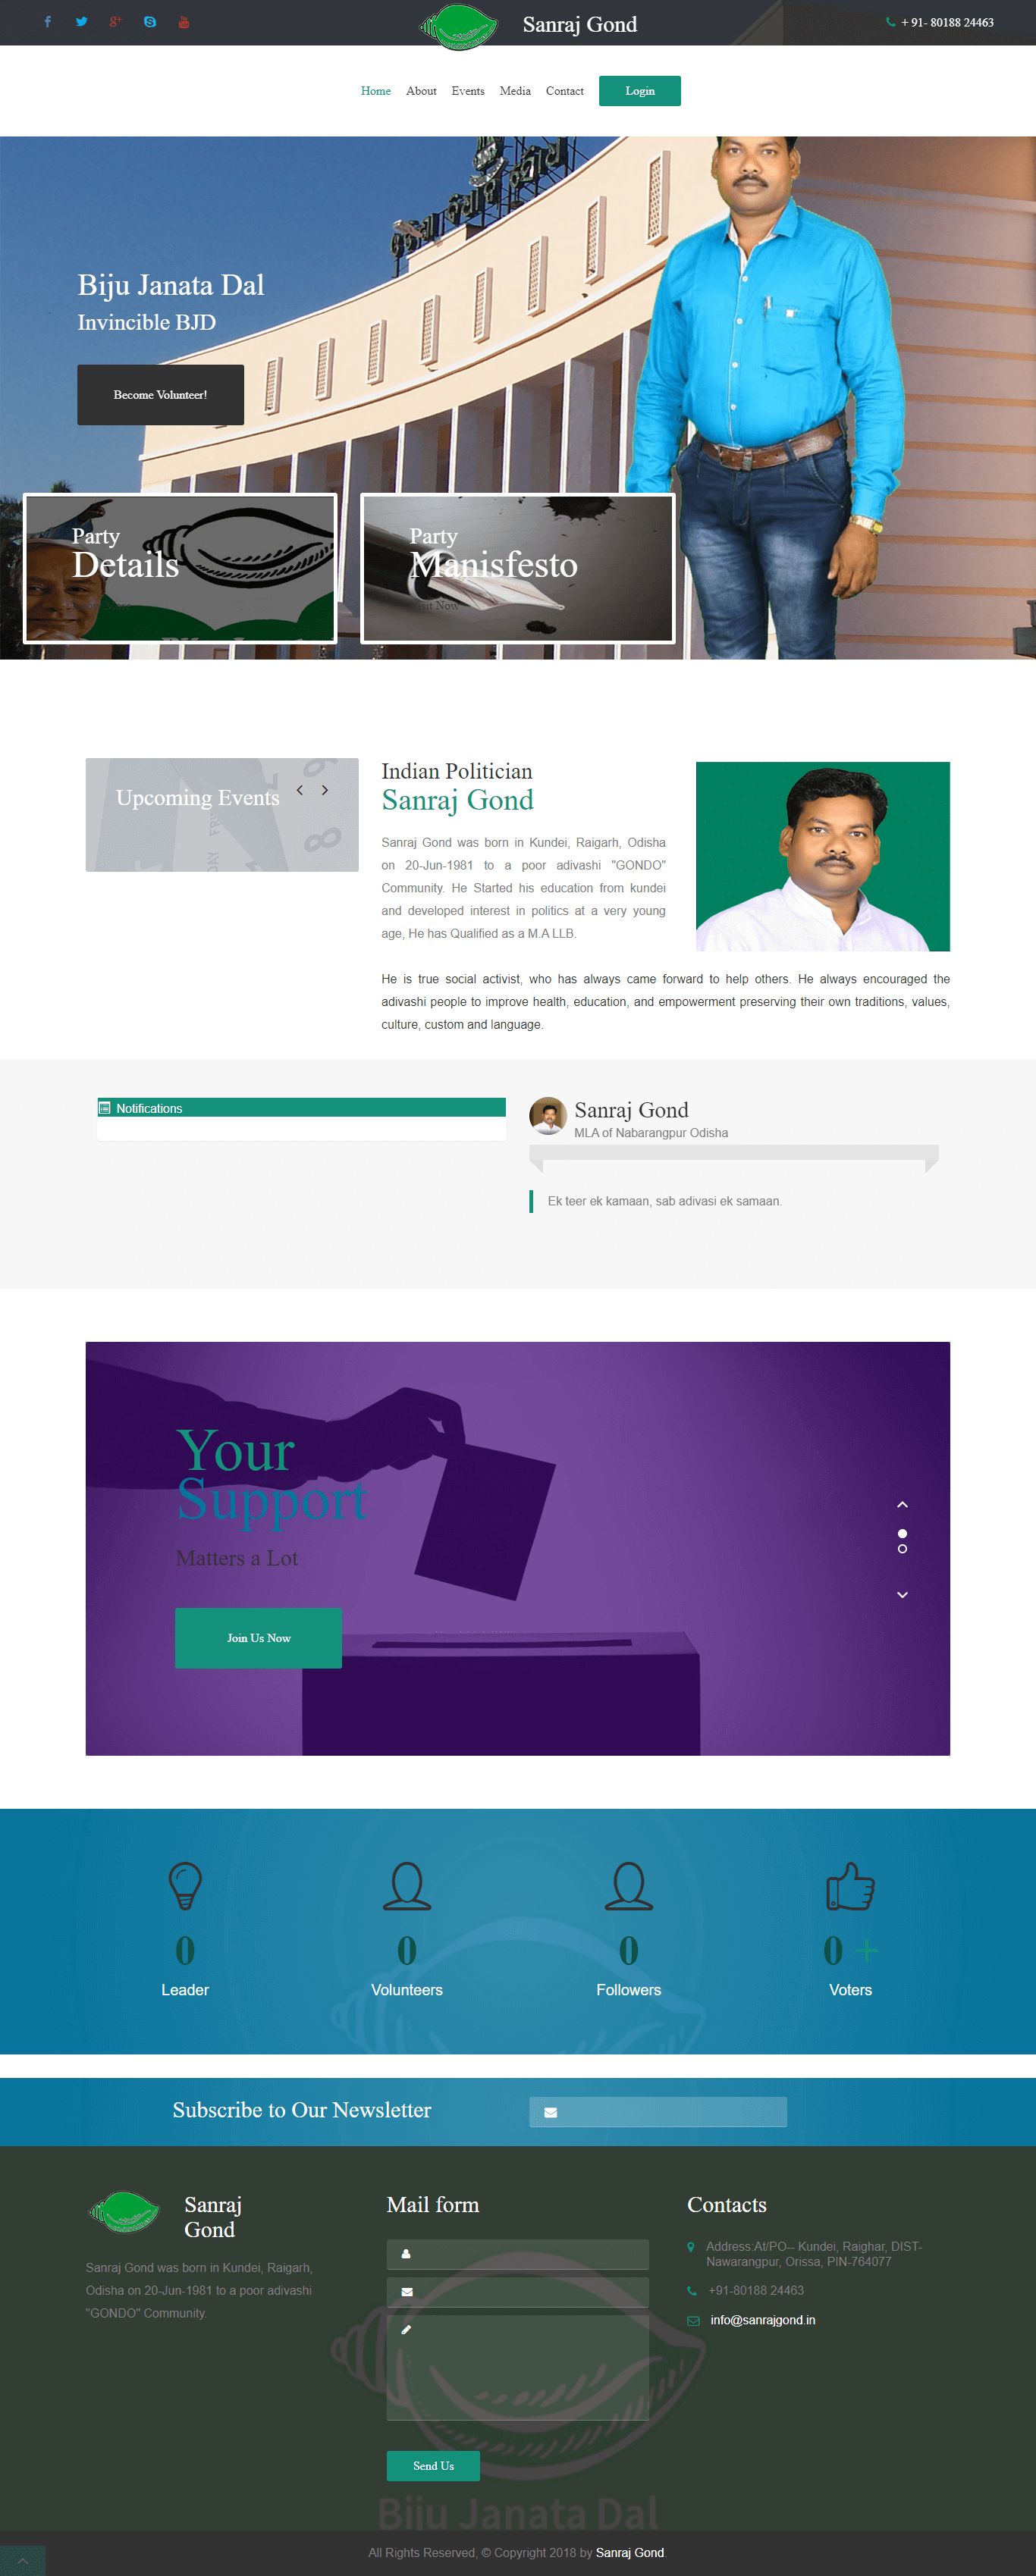 Sanraj Gond
+ 91- 80188 24463
Home About Events Media Contact Login
Biju Janata Dal
Invincible BJD
Become Volunteer!
Party
Details
Party
Manisfesto
Visit Now
Upcoming Events
Indian Politician
Sanraj Gond
Sanraj Gond was born in Kundei, Raigarh, Odisha
on 20-Jun-1981 to a poor adivashi "GONDO"
Community. He Started his education from kundei
and developed interest in politics at a very young
age, He has Qualified as a M.A LLB.
He is true social activist, who has always came forward to help others. He always encouraged the
adivashi people to improve health, education, and empowerment preserving their own traditions, values,
culture, custom and language.
Notifications
Sanraj Gond
MLA of Nabarangpur Odisha
Ek teer ek kamaan, sab adivasi ek samaan.
Your
Support
Matters a Lot
Join Us Now
0 0 0 0 +
Leader Volunteers Followers Voters
Subscribe to Our Newsletter
Sanraj
Gond
Sanraj Gond was born in Kundei, Raigarh,
Odisha on 20-Jun-1981 to a poor adivashi
"GONDO" Community.
Mail form
Send Us
Biju Janata Dal
Contacts
Address:At/PO-- Kundei, Raighar, DIST-
Nawarangpur, Orissa, PIN-764077
+91-80188 24463
info@sanrajgond.in
All Rights Reserved, © Copyright 2018 by Sanraj Gond